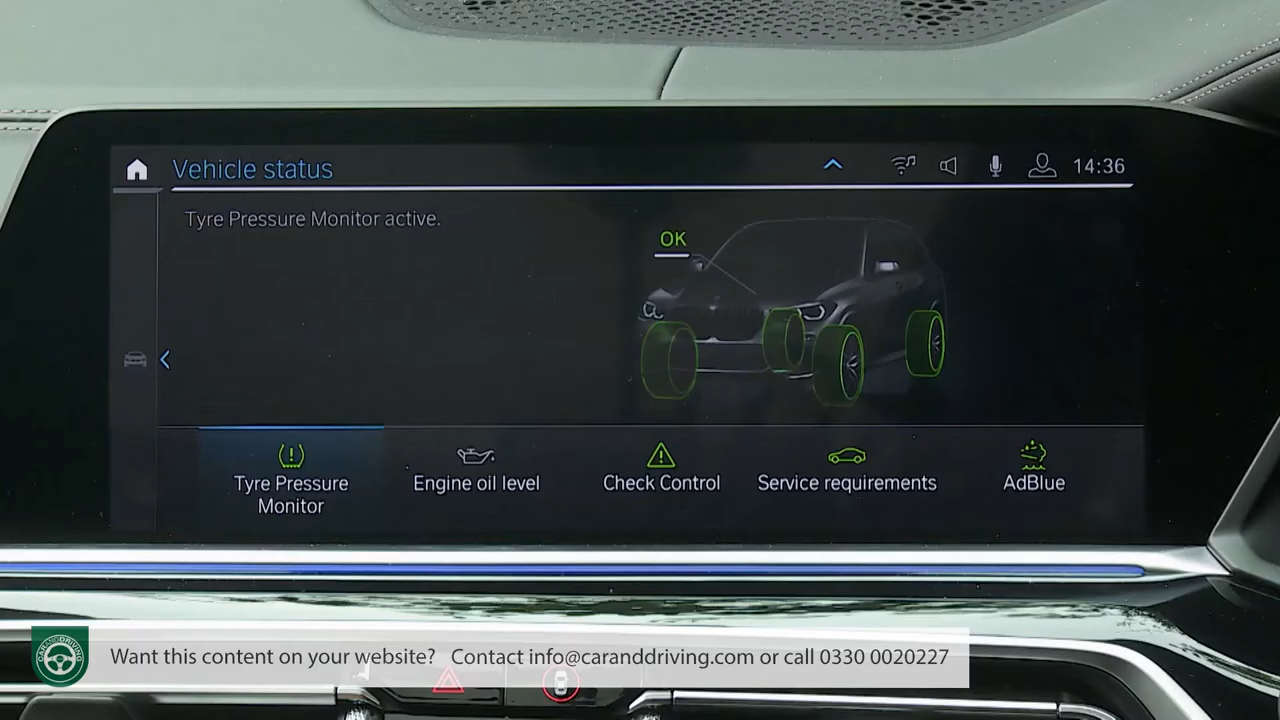 Vehicle status
14:36
Tyre Pressure Monitor active.
OK
Tyre Pressure
Monitor
Engine oil level
Check Control
Service requirements
AdBlue
CARANDDRIVING
Want this content on your website? Contact info@caranddriving.com or call 0330 0020227